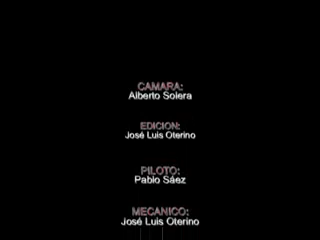 CAMARA:
Alberto Solera
EDICION:
José Luis Oterino
PILOTO:
Pablo Sáez
MECANICO:
José Luis Oterino